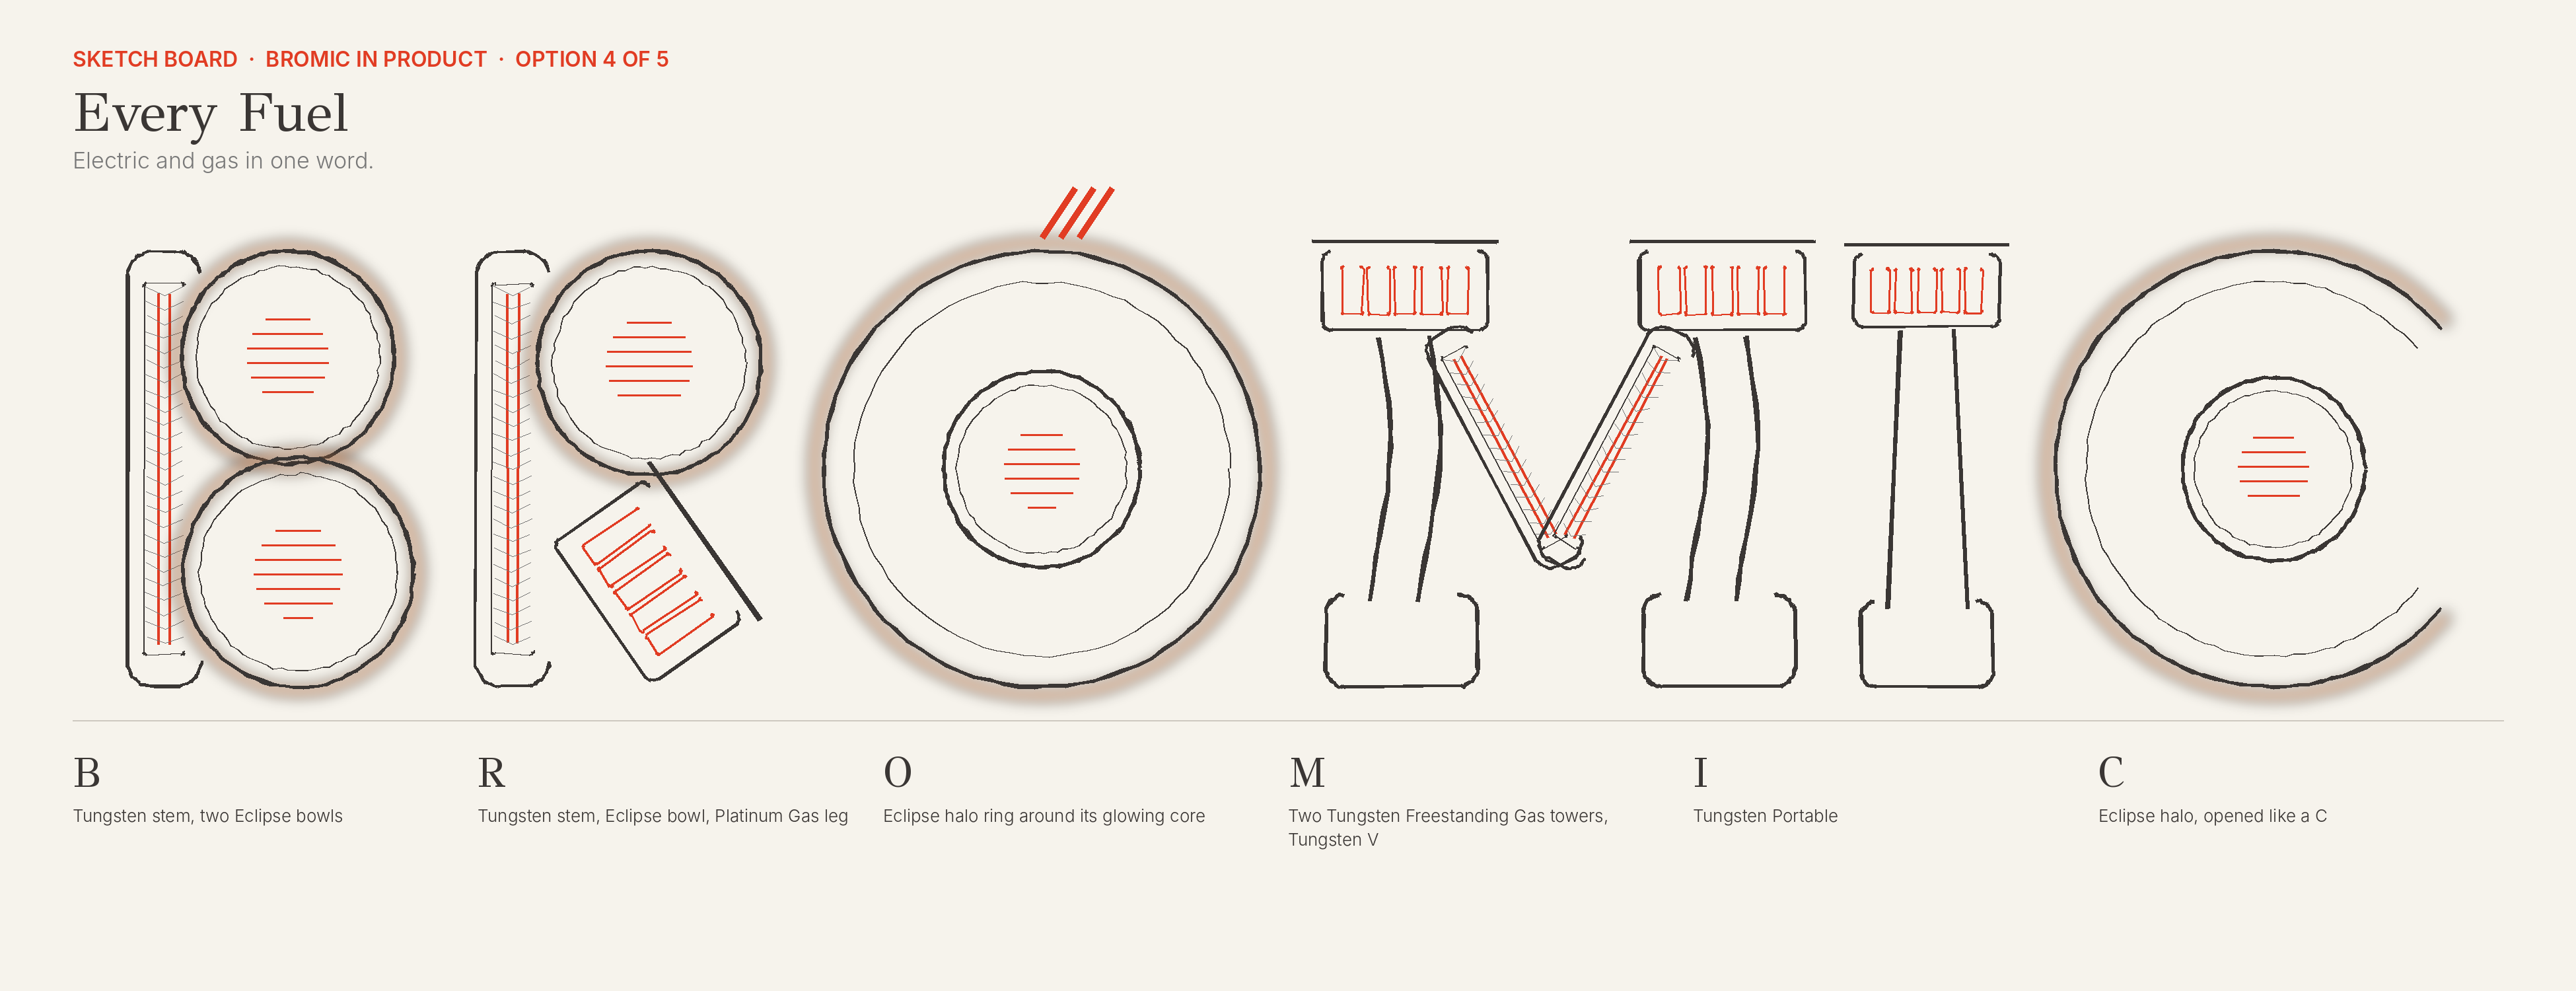 SKETCH BOARD · BROMIC IN PRODUCT · OPTION 4 OF 5
Every Fuel
Electric and gas in one word.
B
Tungsten stem, two Eclipse bowls
R
Tungsten stem, Eclipse bowl, Platinum Gas leg
O
Eclipse halo ring around its glowing core
M
Two Tungsten Freestanding Gas towers,
Tungsten V
I
Tungsten Portable
C
Eclipse halo, opened like a C